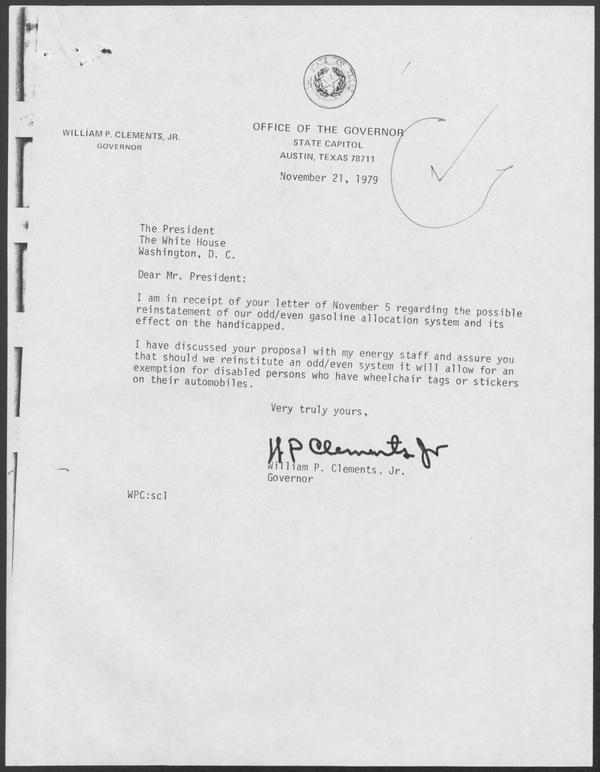 WILLIAM P. CLEMENTS, JR.
GOVERNOR
OFFICE OF THE GOVERNOR
STATE CAPITOL
AUSTIN, TEXAS 78711
November 21, 1979
The President
The White House
Washington, D. C.
Dear Mr. President:
I am in receipt of your letter of November 5 regarding the possible
reinstatement of our odd/even gasoline allocation system and its
effect on the handicapped.
I have discussed your proposal with my energy staff and assure you
that should we reinstitute an odd/even system it will allow for an
exemption for disabled persons who have wheelchair tags or stickers
on their automobiles.
Very truly yours,
WP Clements Jr
William P. Clements, Jr.
Governor
WPC:scl